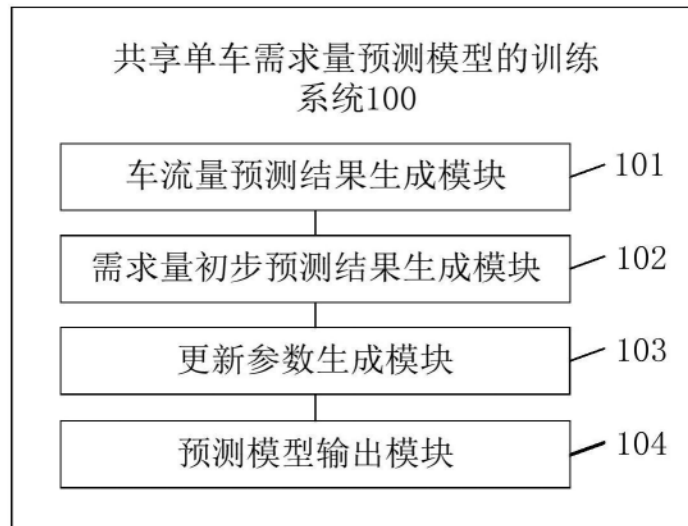 共享单车需求量预测模型的训练
系统100
车流量预测结果生成模块
101
需求量初步预测结果生成模块
102
更新参数生成模块
103
预测模型输出模块
104